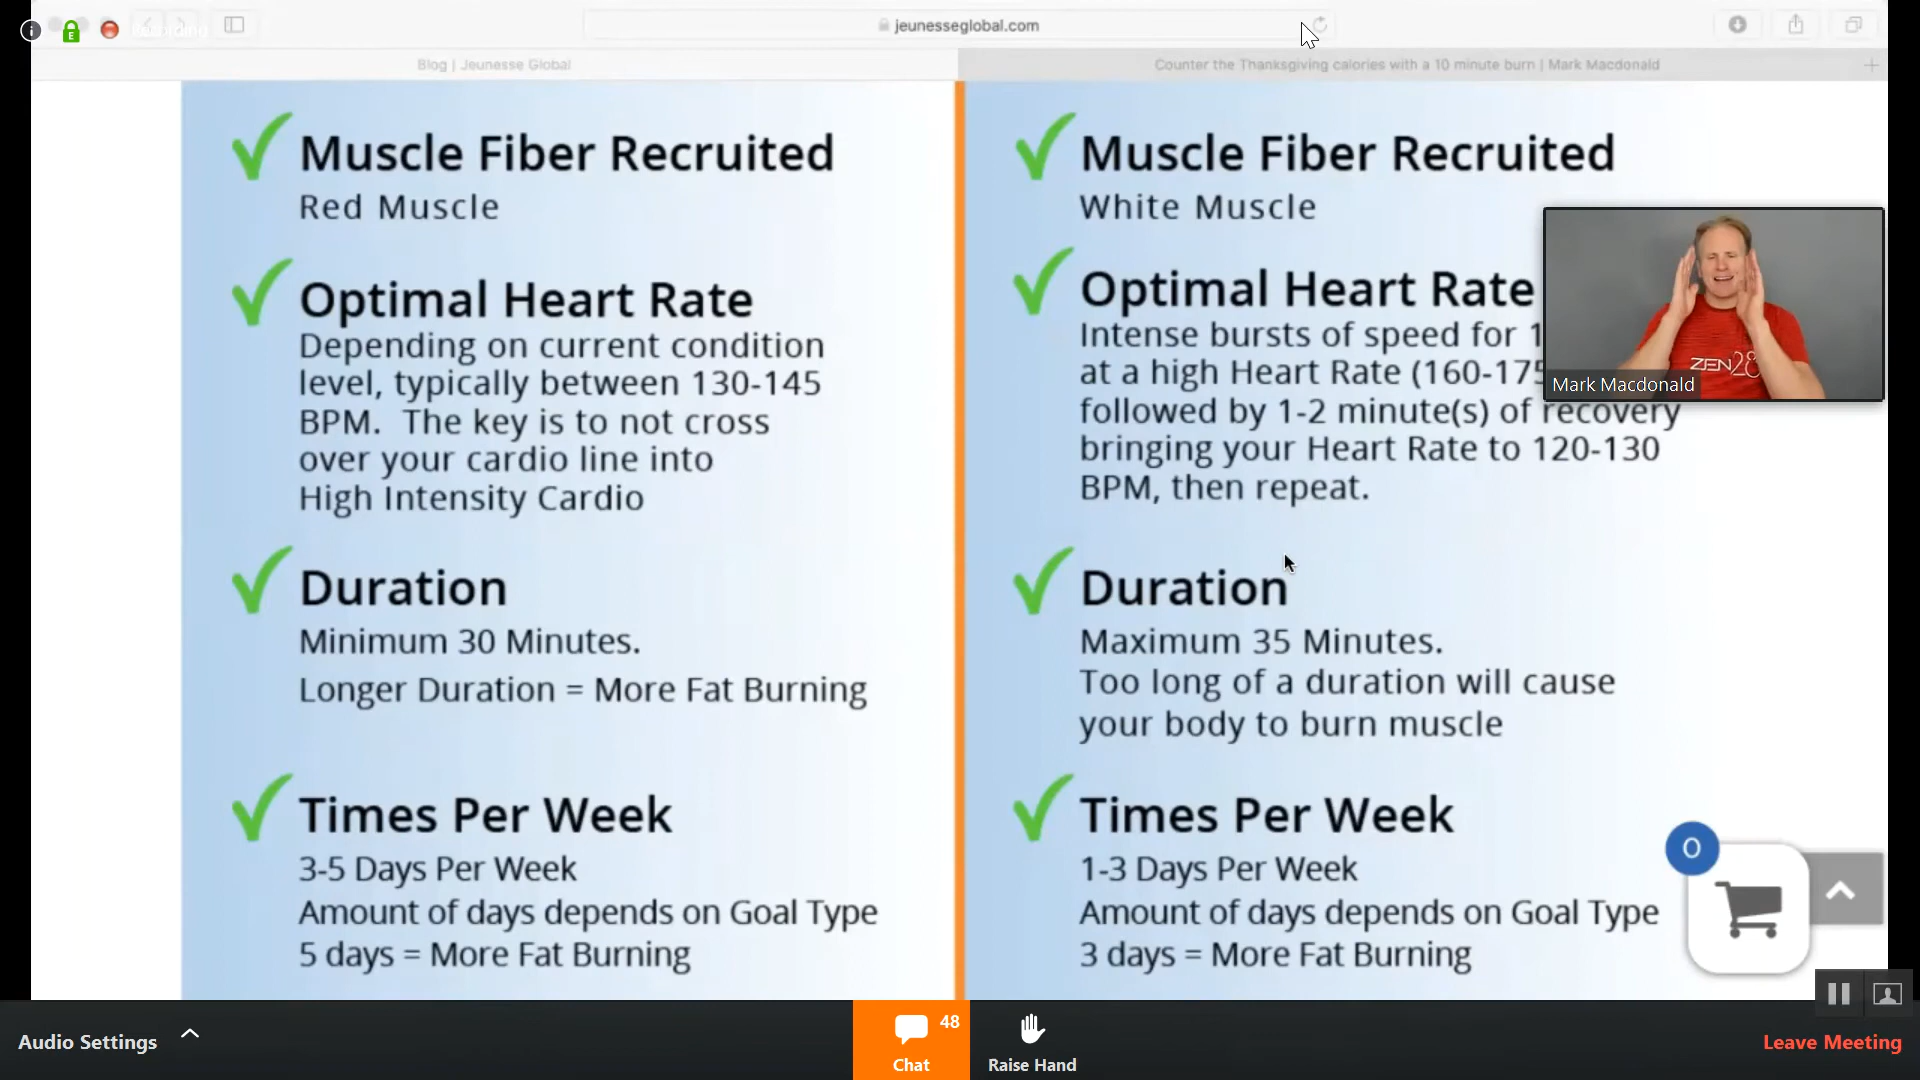 Recording
jeunesseglobal.com
Blog | Jeunesse Global
Counter the Thanksgiving calories with a 10 minute burn | Mark Macdonald
Muscle Fiber Recruited
Red Muscle
Optimal Heart Rate
Depending on current condition
level, typically between 130-145
BPM. The key is to not cross
over your cardio line into
High Intensity Cardio
Duration
Minimum 30 Minutes.
Longer Duration = More Fat Burning
Times Per Week
3-5 Days Per Week
Amount of days depends on Goal Type
5 days = More Fat Burning
Muscle Fiber Recruited
White Muscle
Optimal Heart Rate
Intense bursts of speed for 1
at a high Heart Rate (160-175
followed by 1-2 minute(s) of recovery
bringing your Heart Rate to 120-130
BPM, then repeat.
Duration
Maximum 35 Minutes.
Too long of a duration will cause
your body to burn muscle
Times Per Week
1-3 Days Per Week
Amount of days depends on Goal Type
3 days = More Fat Burning
ZEN28
Mark Macdonald
0
Audio Settings
48
Chat
Raise Hand
Leave Meeting